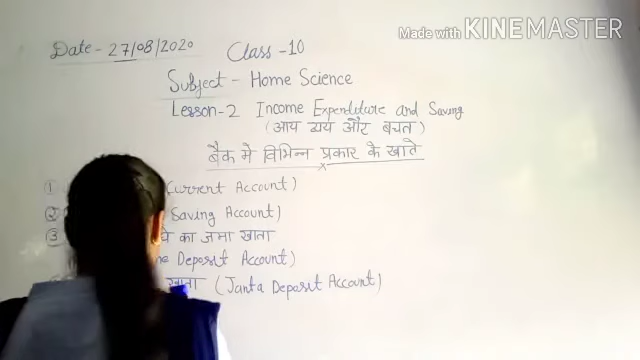 Made with KINEMASTER
Date - 27/08/2020 Class - 10
Subject - Home Science
Lesson-2 Income Expenditure and Saving
(आय व्यय और बचत)
बैंक मे विभिन्न प्रकार के खाते
① (Current Account)
② Saving Account)
③ का जमा खाता
Deposit Account)
खाता (Janta Deposit Account)